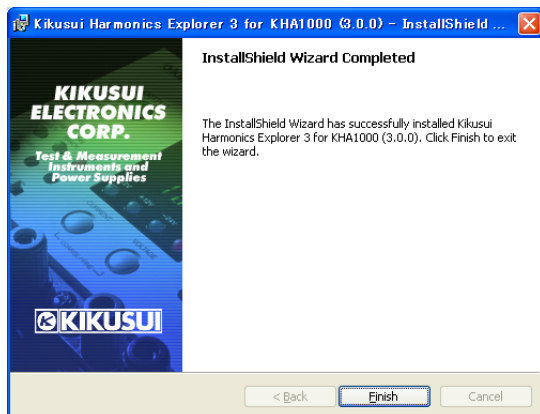 Kikusui Harmonics Explorer 3 for KHA1000 (3.0.0) - InstallShield ...
InstallShield Wizard Completed
KIKUSUI
ELECTRONICS
CORP.
Test & Measurement
Instruments and
Power Supplies
The InstallShield Wizard has successfully installed Kikusui
Harmonics Explorer 3 for KHA1000 (3.0.0). Click Finish to exit
the wizard.
KIKUSUI
< Back
Finish
Cancel